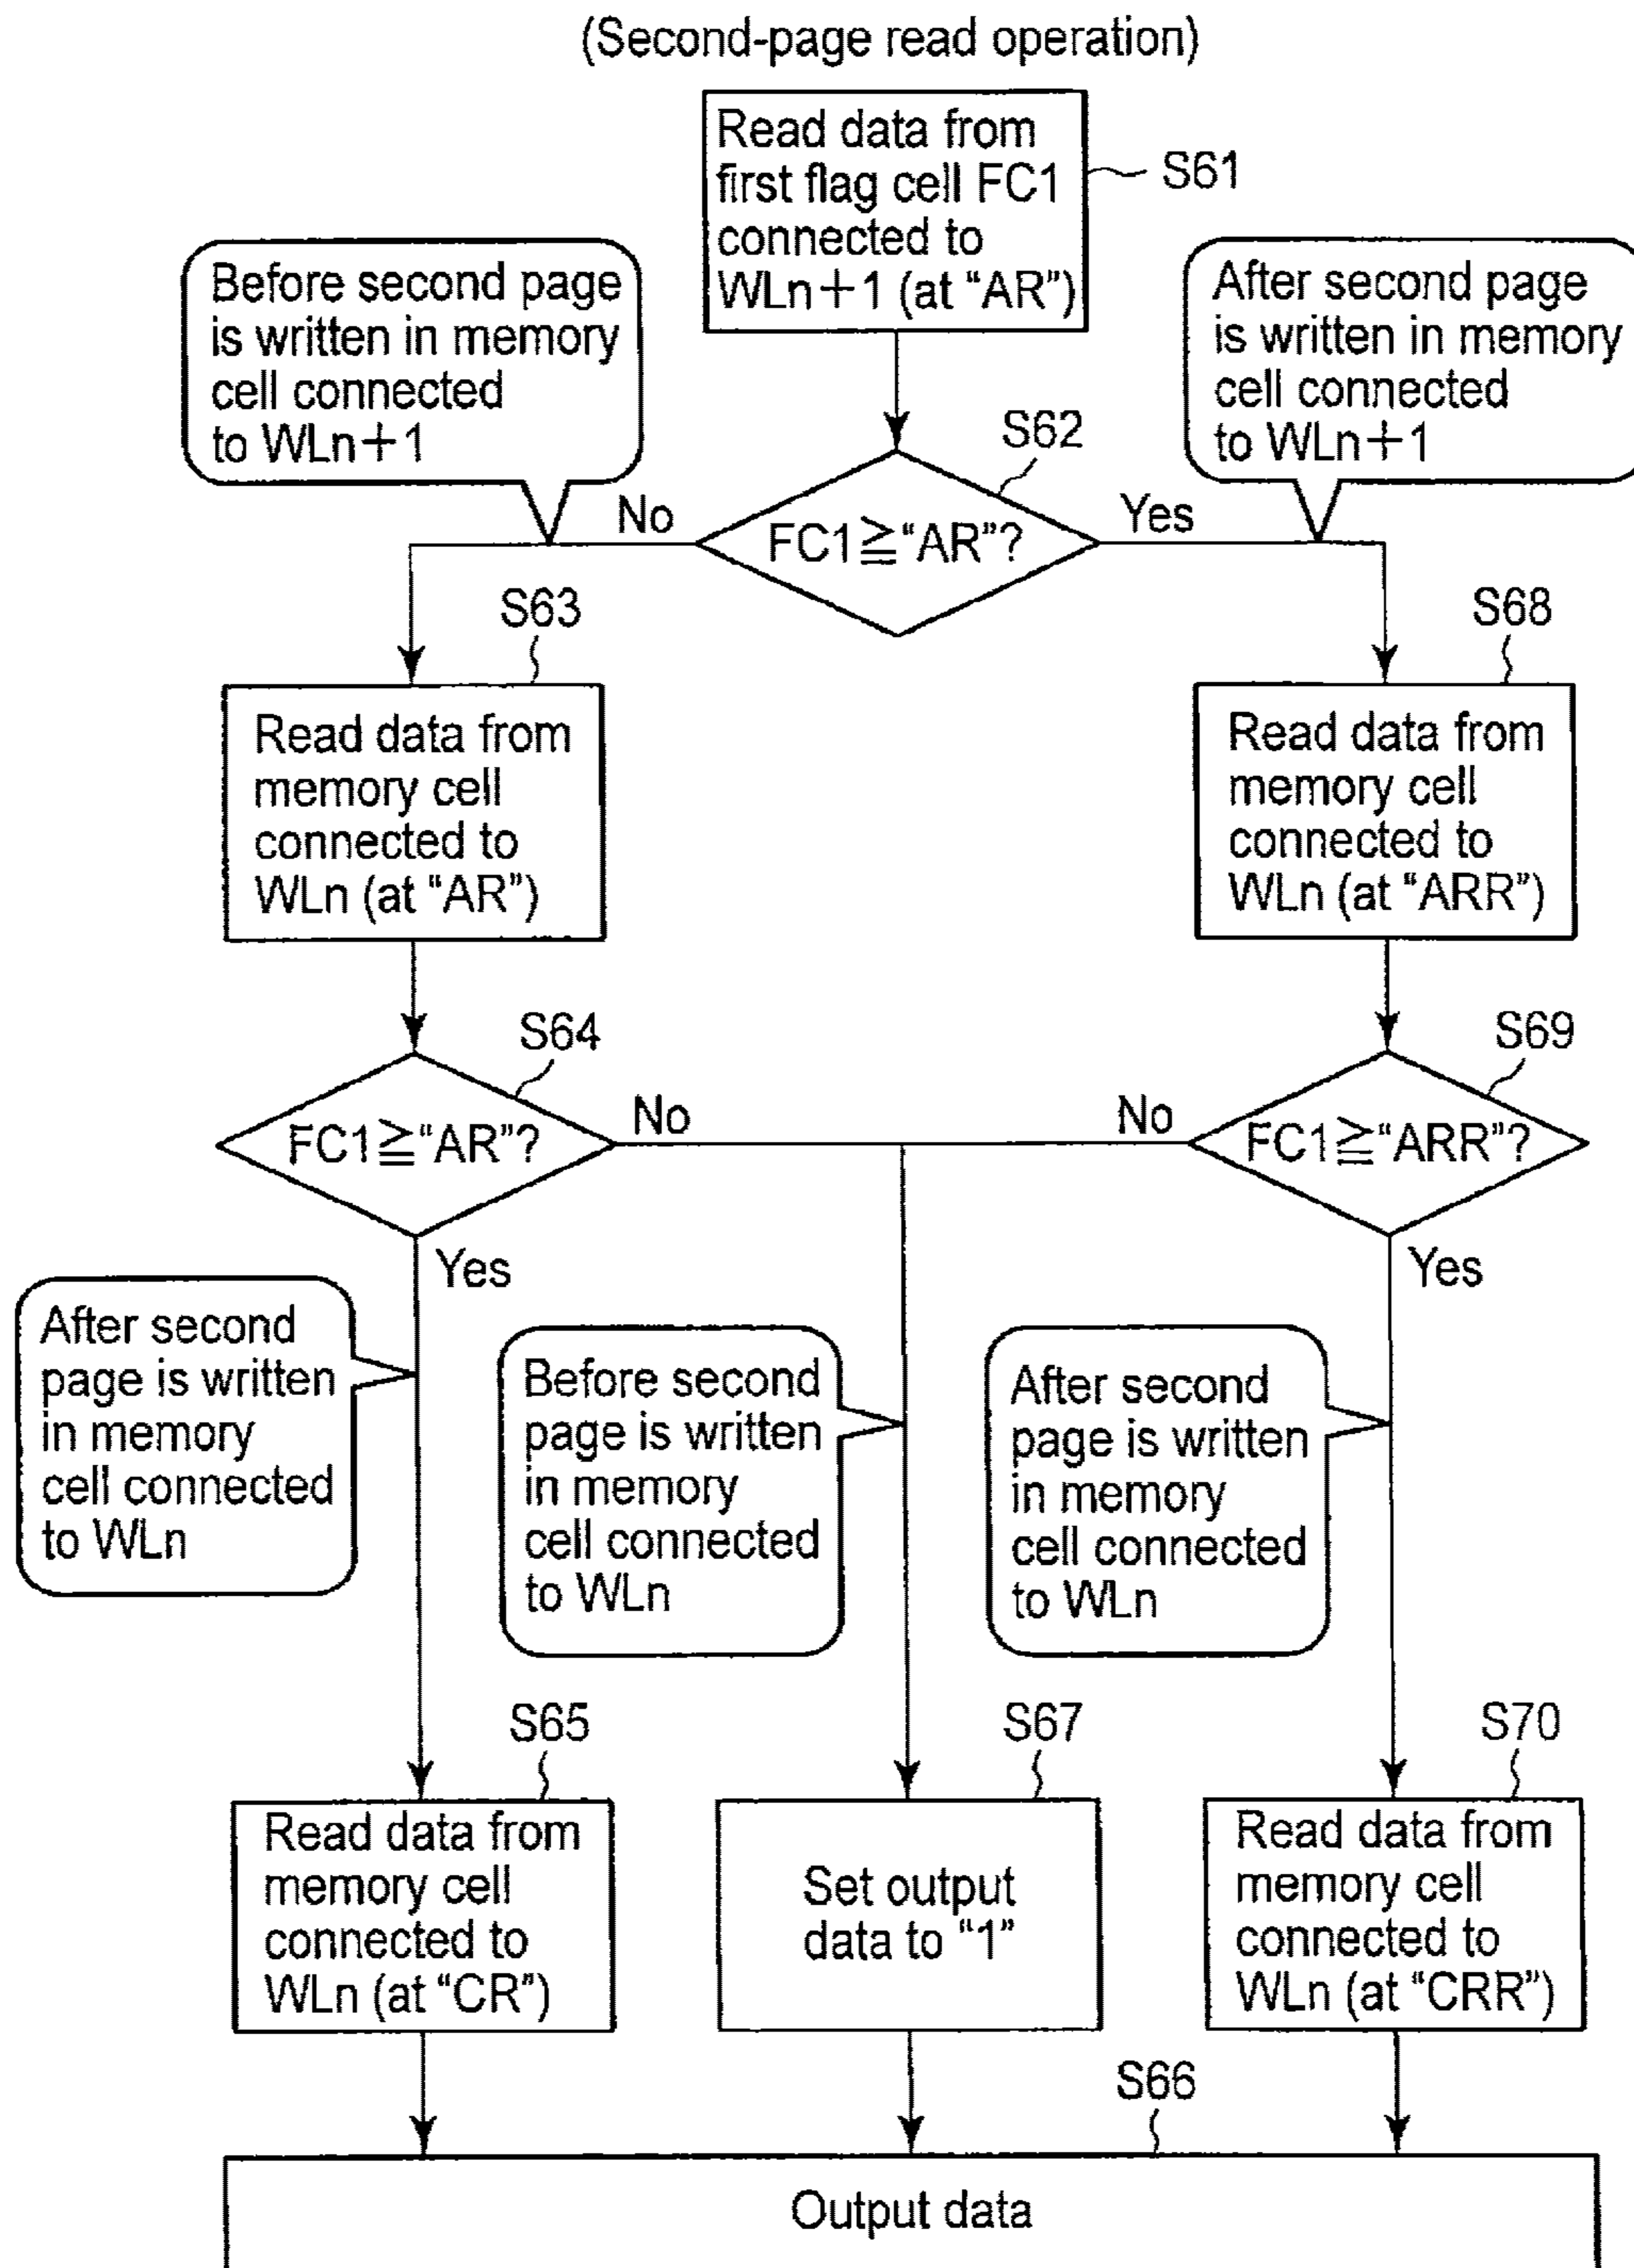 (Second-page read operation)
Read data from
first flag cell FC1
connected to
WLn+1 (at “AR”)
S61
Before second page
is written in memory
cell connected
to WLn+1
After second page
is written in memory
cell connected
to WLn+1
S62
No
FC1≧“AR”?
Yes
S63
S68
Read data from
memory cell
connected to
WLn (at “AR”)
Read data from
memory cell
connected to
WLn (at “ARR”)
S64
S69
FC1≧“AR”?
No
No
FC1≧“ARR”?
Yes
Yes
After second
page is written
in memory
cell connected
to WLn
Before second
page is written
in memory
cell connected
to WLn
After second
page is written
in memory
cell connected
to WLn
S65
S67
S70
Read data from
memory cell
connected to
WLn (at “CR”)
Set output
data to “1”
Read data from
memory cell
connected to
WLn (at “CRR”)
S66
Output data